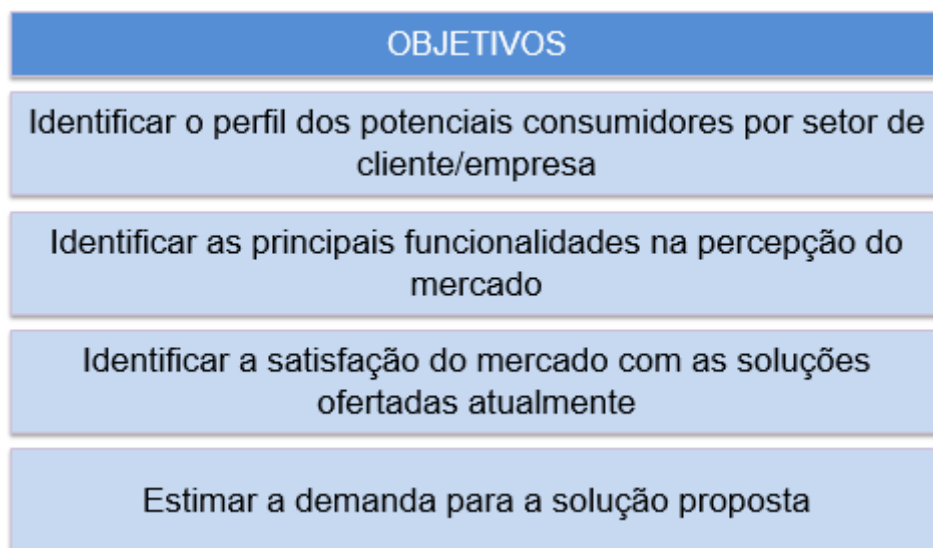 OBJETIVOS
Identificar o perfil dos potenciais consumidores por setor de
cliente/empresa
Identificar as principais funcionalidades na percepção do
mercado
Identificar a satisfação do mercado com as soluções
ofertadas atualmente
Estimar a demanda para a solução proposta